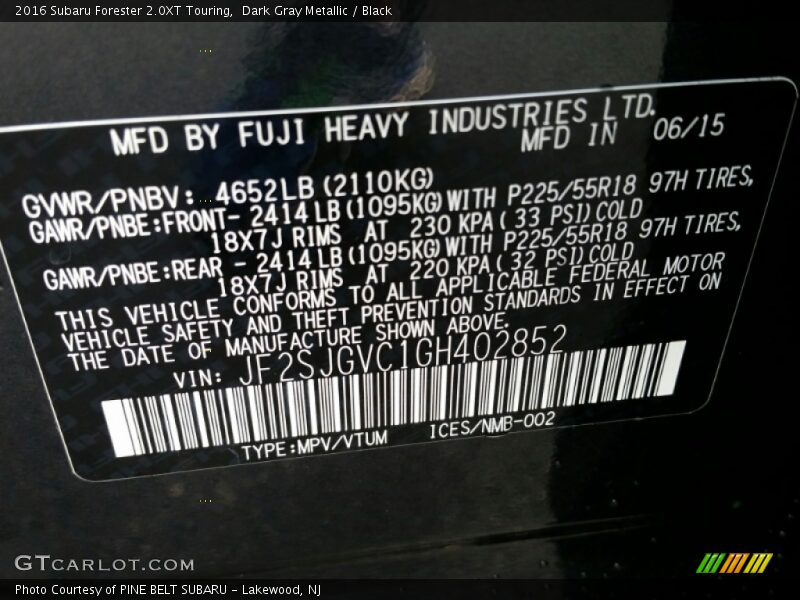 2016 Subaru Forester 2.0XT Touring,  Dark Gray Metallic / Black
MFD BY FUJI HEAVY INDUSTRIES LTD.
MFD IN 06/15
GVWR/PNBV: 4652LB (2110KG)
GAWR/PNBE:FRONT- 2414 LB (1095KG) WITH P225/55R18 97H TIRES,
18X7J RIMS AT 230 KPA ( 33 PSI) COLD
GAWR/PNBE:REAR - 2414 LB (1095KG) WITH P225/55R18 97H TIRES,
18X7J RIMS AT 220 KPA ( 32 PSI) COLD
THIS VEHICLE CONFORMS TO ALL APPLICABLE FEDERAL MOTOR
VEHICLE SAFETY AND THEFT PREVENTION STANDARDS IN EFFECT ON
THE DATE OF MANUFACTURE SHOWN ABOVE.
VIN: JF2SJGVC1GH402852
TYPE:MPV/VTUM ICES/NMB-002
GTCARLOT.COM
Photo Courtesy of PINE BELT SUBARU - Lakewood, NJ